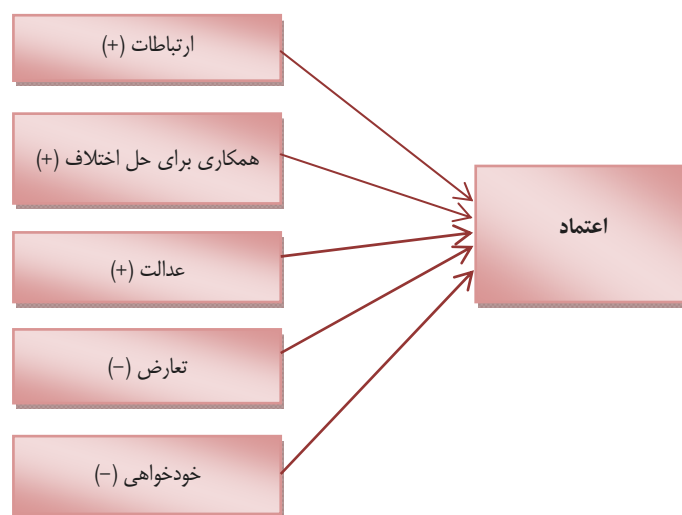 ارتباطات (+)
همکاری برای حل اختلاف (+)
عدالت (+)
تعارض (–)
خودخواهی (–)
اعتماد